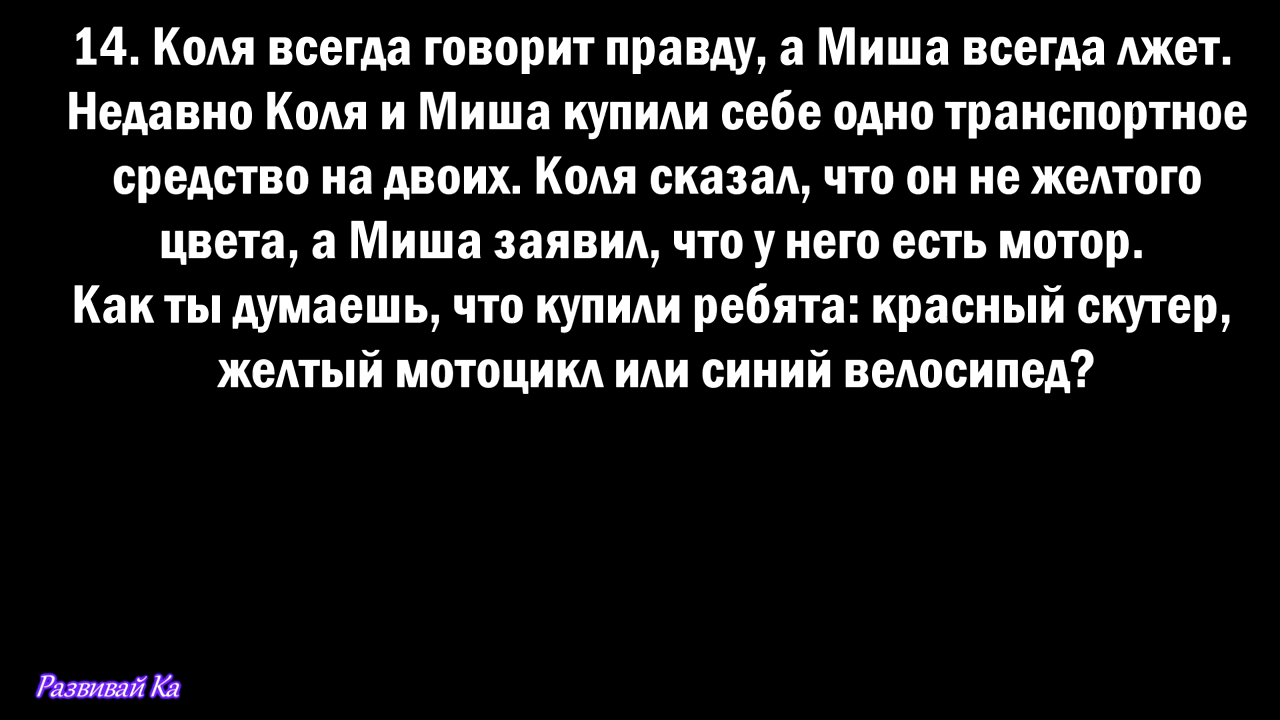 14. Коля всегда говорит правду, а Миша всегда лжет.
Недавно Коля и Миша купили себе одно транспортное
средство на двоих. Коля сказал, что он не желтого
цвета, а Миша заявил, что у него есть мотор.
Как ты думаешь, что купили ребята: красный скутер,
желтый мотоцикл или синий велосипед?
Развивай Ка